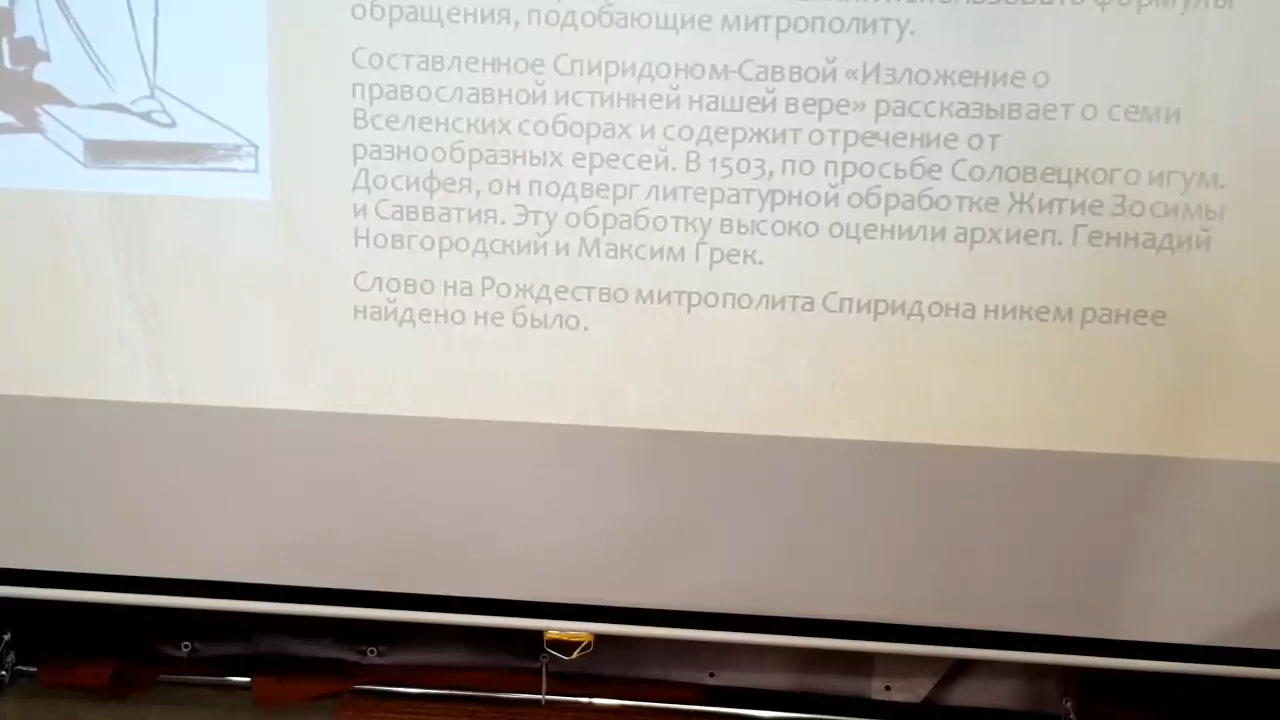 использовать формулы
обращения, подобающие митрополиту.
Составленное Спиридоном-Саввой «Изложение о
православной истинней нашей вере» рассказывает о семи
Вселенских соборах и содержит отречение от
разнообразных ересей. В 1503, по просьбе Соловецкого игум.
Досифея, он подверг литературной обработке Житие Зосимы
и Савватия. Эту обработку высоко оценили архиеп. Геннадий
Новгородский и Максим Грек.
Слово на Рождество митрополита Спиридона никем ранее
найдено не было.